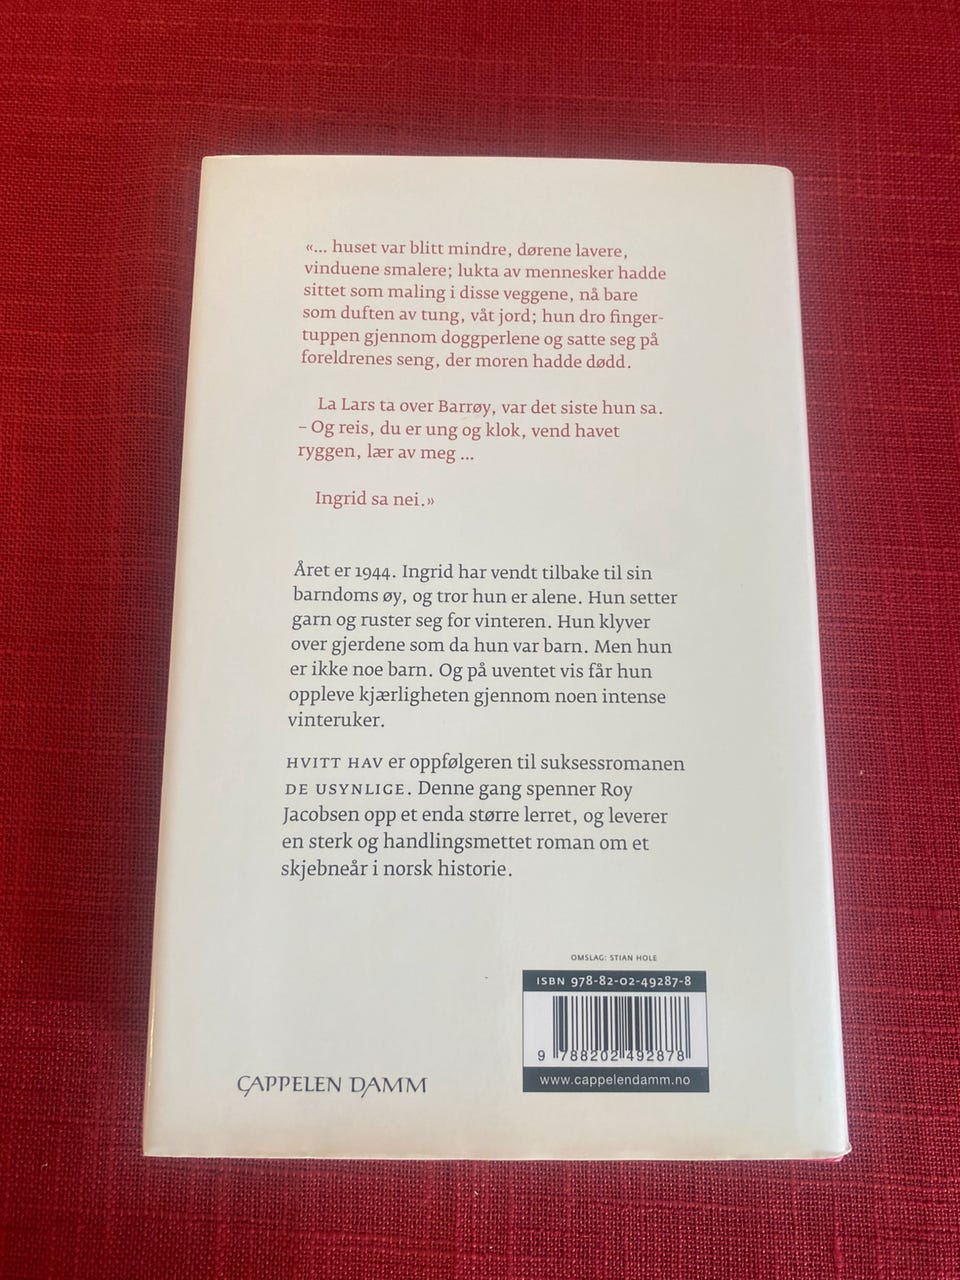 «... huset var blitt mindre, dørene lavere,
vinduene smalere; lukta av mennesker hadde
sittet som maling i disse veggene, nå bare
som duften av tung, våt jord; hun dro finger-
tuppen gjennom doggperlene og satte seg på
foreldrenes seng, der moren hadde dødd.
La Lars ta over Barrøy, var det siste hun sa.
– Og reis, du er ung og klok, vend havet
ryggen, lær av meg ...
Ingrid sa nei.»
Året er 1944. Ingrid har vendt tilbake til sin
barndoms øy, og tror hun er alene. Hun setter
garn og ruster seg for vinteren. Hun klyver
over gjerdene som da hun var barn. Men hun
er ikke noe barn. Og på uventet vis får hun
oppleve kjærligheten gjennom noen intense
vinteruker.
HVITT HAV er oppfølgeren til suksessromanen
DE USYNLIGE. Denne gang spenner Roy
Jacobsen opp et enda større lerret, og leverer
en sterk og handlingsmettet roman om et
skjebneår i norsk historie.
OMSLAG: STIAN HOLE
ISBN 978-82-02-49287-8
9 788202 492878
www.cappelendamm.no
CAPPELEN DAMM